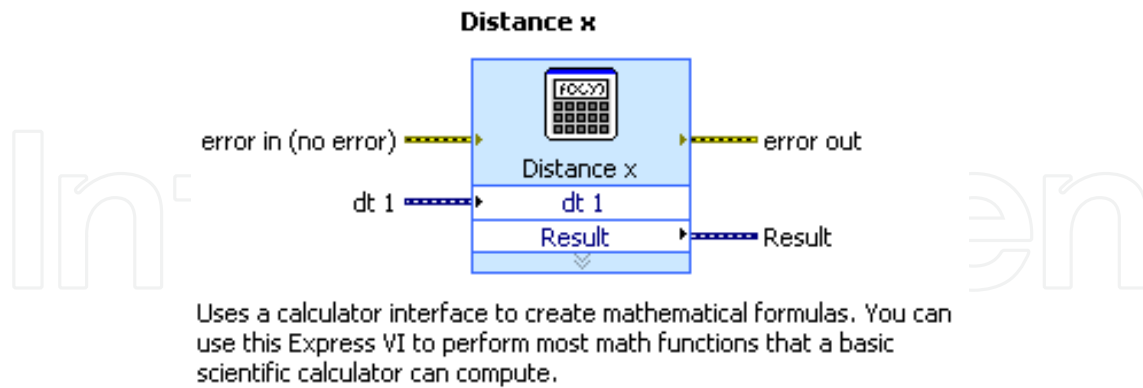 Distance x
f(X,Y)
error in (no error)
error out
Distance x
dt 1
dt 1
Result
Result
Uses a calculator interface to create mathematical formulas. You can
use this Express VI to perform most math functions that a basic
scientific calculator can compute.